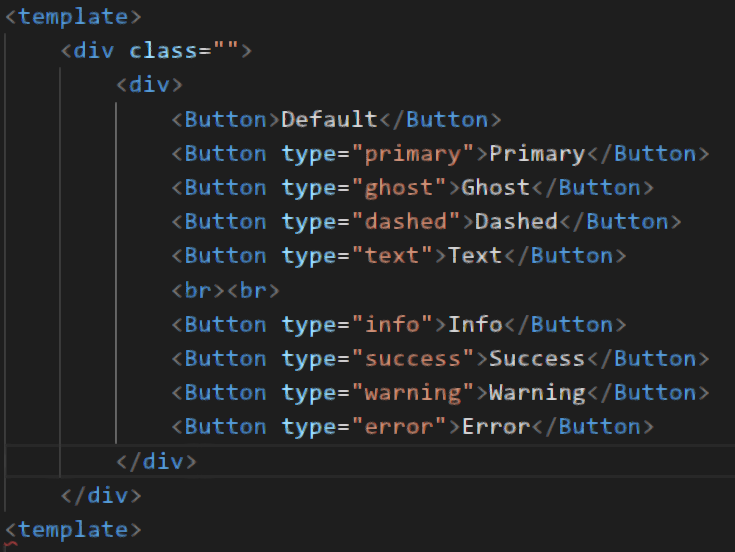 <template>
<div class="">
<div>
<Button>Default</Button>
<Button type="primary">Primary</Button>
<Button type="ghost">Ghost</Button>
<Button type="dashed">Dashed</Button>
<Button type="text">Text</Button>
<br><br>
<Button type="info">Info</Button>
<Button type="success">Success</Button>
<Button type="warning">Warning</Button>
<Button type="error">Error</Button>
</div>
</div>
<template>